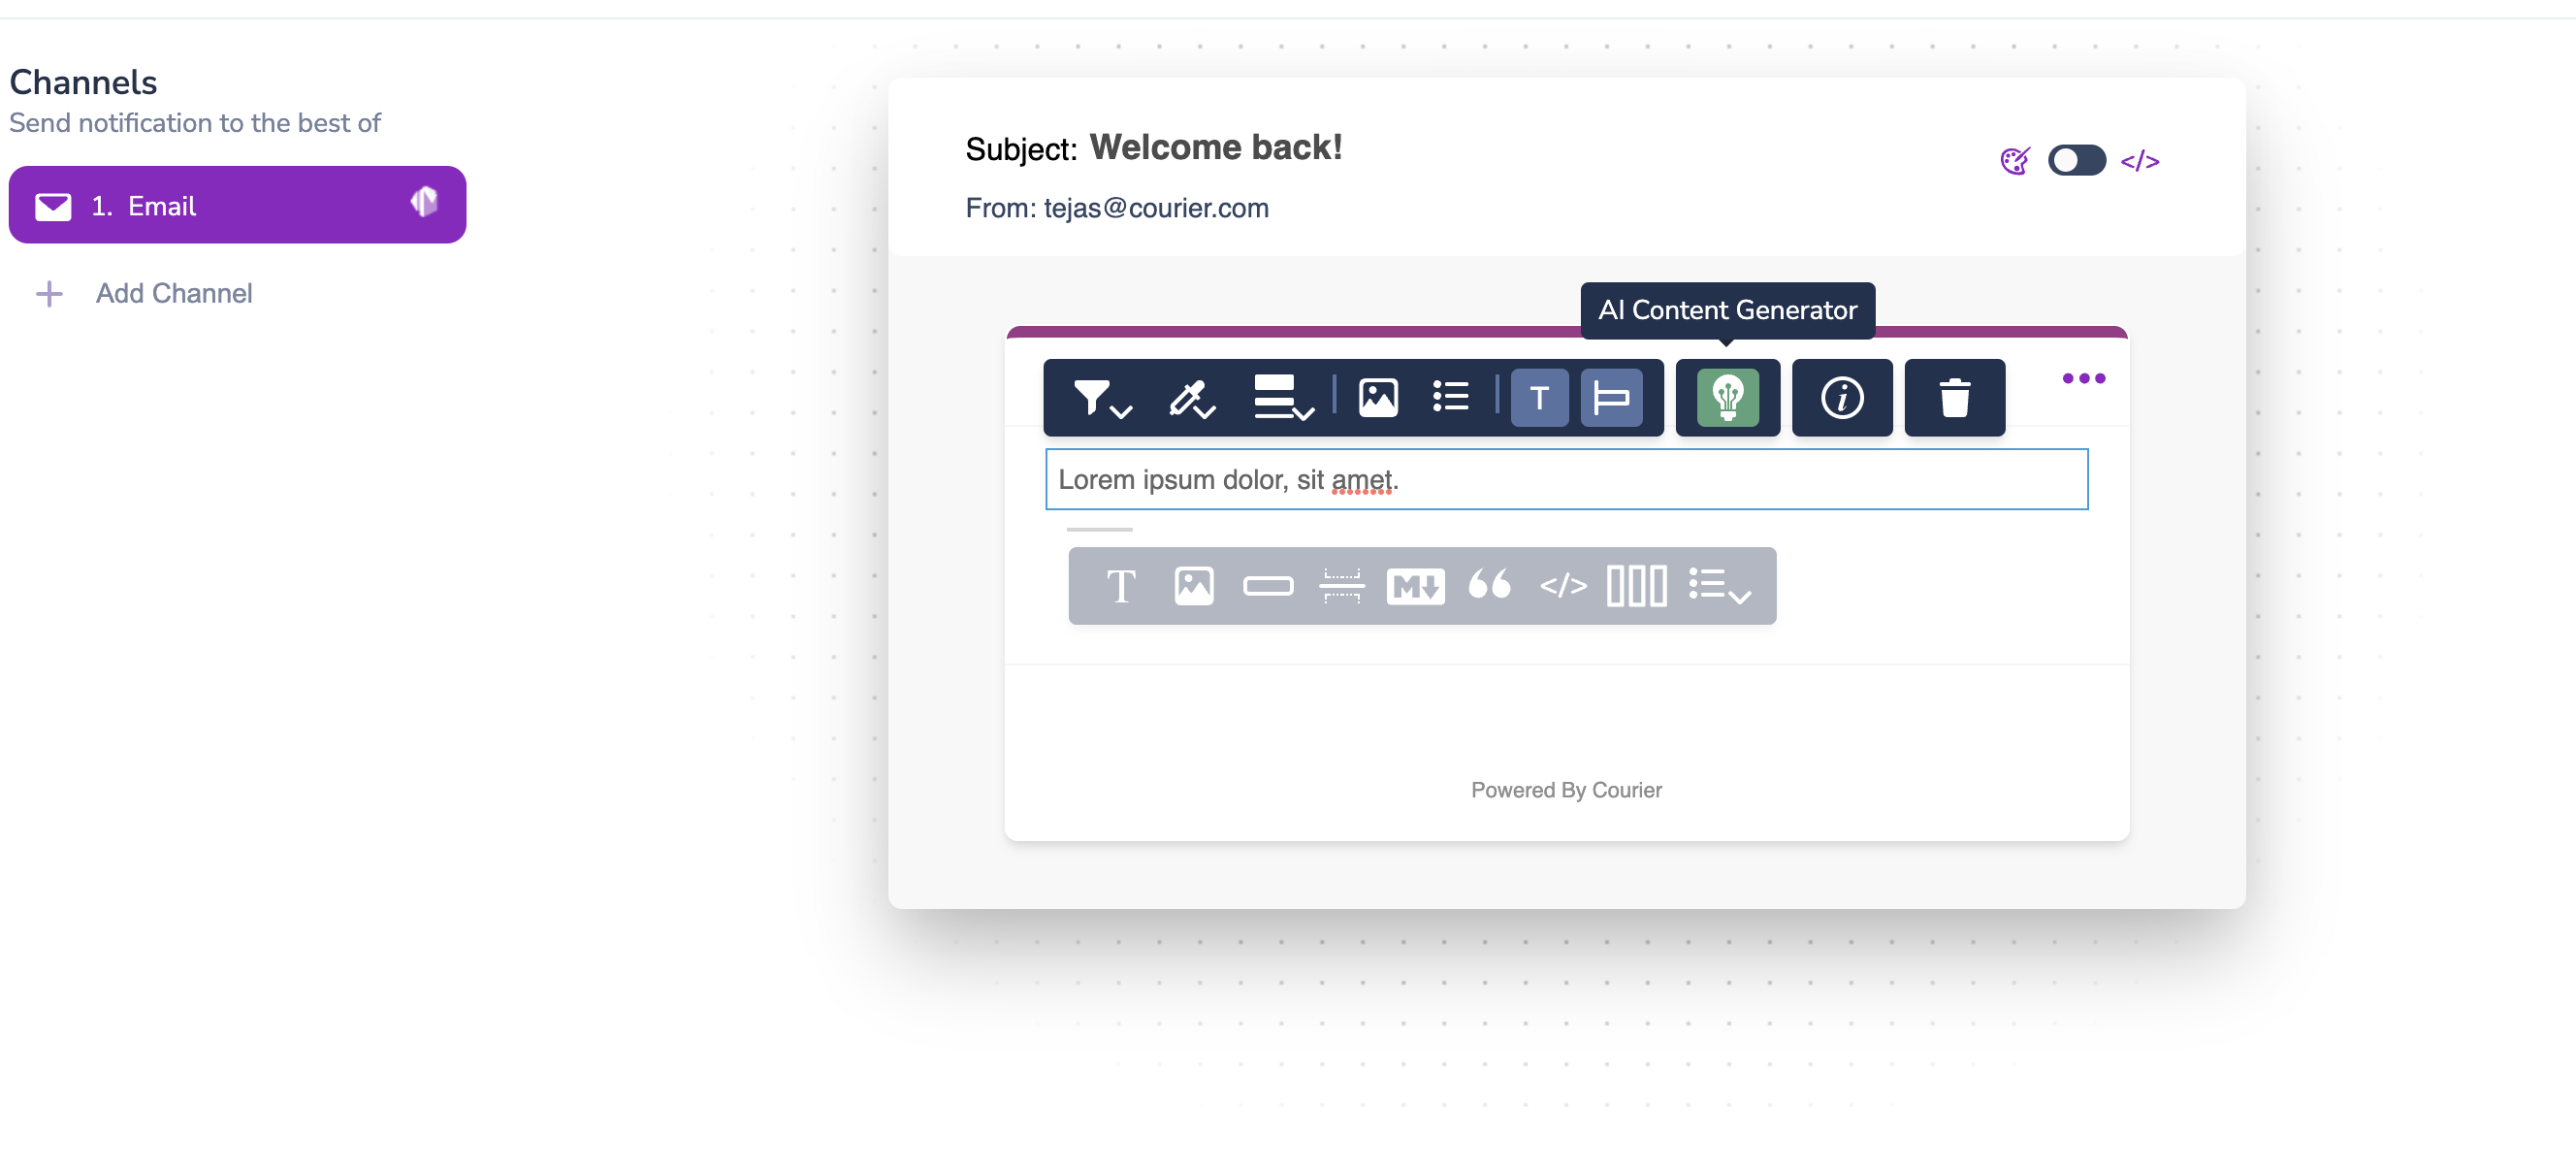 Channels
Send notification to the best of
1. Email
Add Channel
Subject: Welcome back!
From: tejas@courier.com
AI Content Generator
T
Lorem ipsum dolor, sit amet.
T
M
</>
</>
Powered By Courier